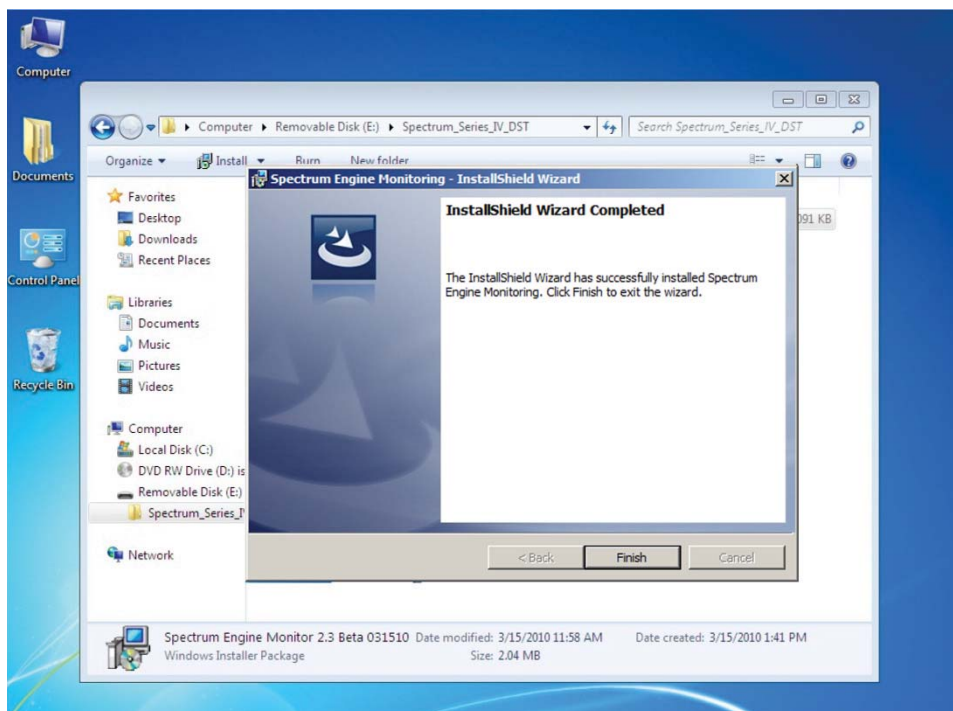 Computer
Documents
Control Panel
Recycle Bin
Computer ▸ Removable Disk (E:) ▸ Spectrum_Series_IV_DST
Search Spectrum_Series_IV_DST
Organize Install Burn New folder
Favorites
Desktop
Downloads
Recent Places
Libraries
Documents
Music
Pictures
Videos
Computer
Local Disk (C:)
DVD RW Drive (D:) is
Removable Disk (E:)
Spectrum_Series_I
Network
091 KB
Spectrum Engine Monitoring - InstallShield Wizard
InstallShield Wizard Completed
The InstallShield Wizard has successfully installed Spectrum
Engine Monitoring. Click Finish to exit the wizard.
< Back Finish Cancel
Spectrum Engine Monitor 2.3 Beta 031510 Date modified: 3/15/2010 11:58 AM Date created: 3/15/2010 1:41 PM
Windows Installer Package Size: 2.04 MB